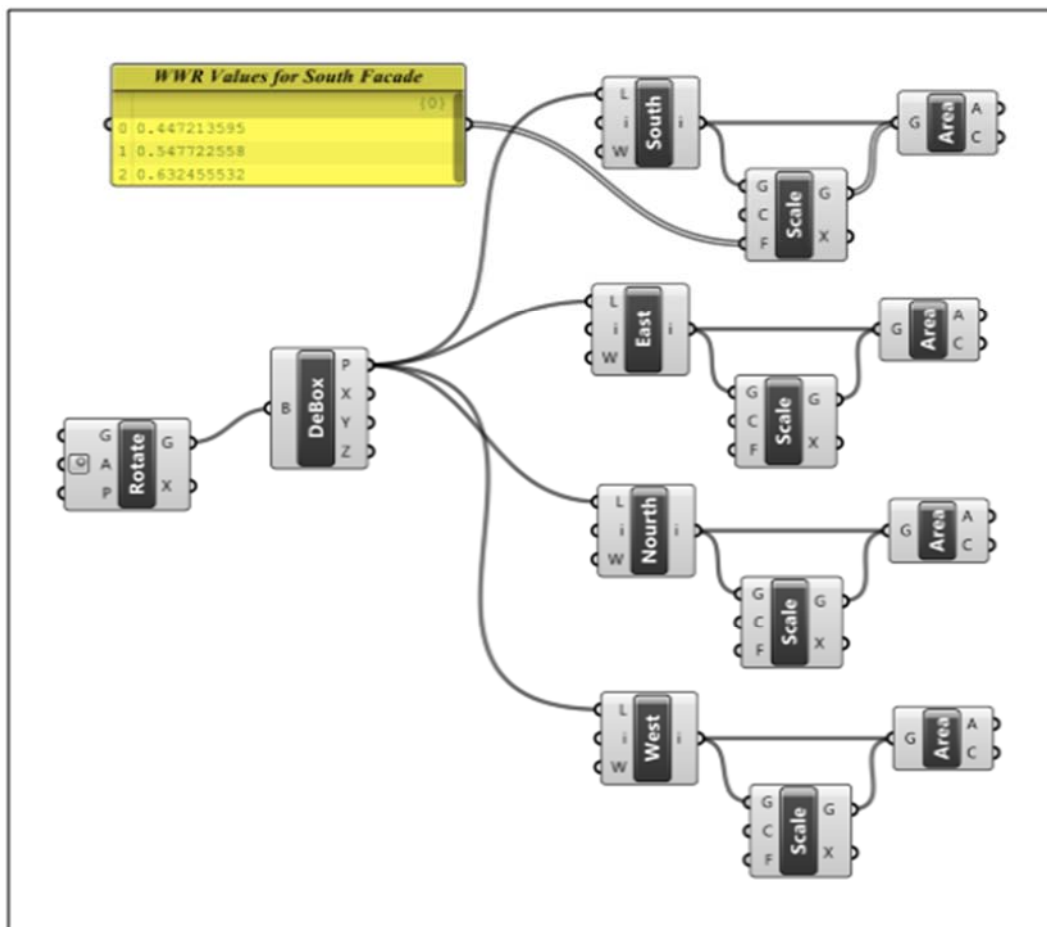 WWR Values for South Facade
{0}
0 0.447213595
1 0.547722558
2 0.632455532
L
i
W
South
i
G
Area
A
C
G
C
F
Scale
G
X
L
i
W
East
i
G
Area
A
C
G
C
F
Scale
G
X
B
DeBox
P
X
Y
Z
G
A
P
Rotate
G
X
L
i
W
Nourth
i
G
Area
A
C
G
C
F
Scale
G
X
L
i
W
West
i
G
Area
A
C
G
C
F
Scale
G
X